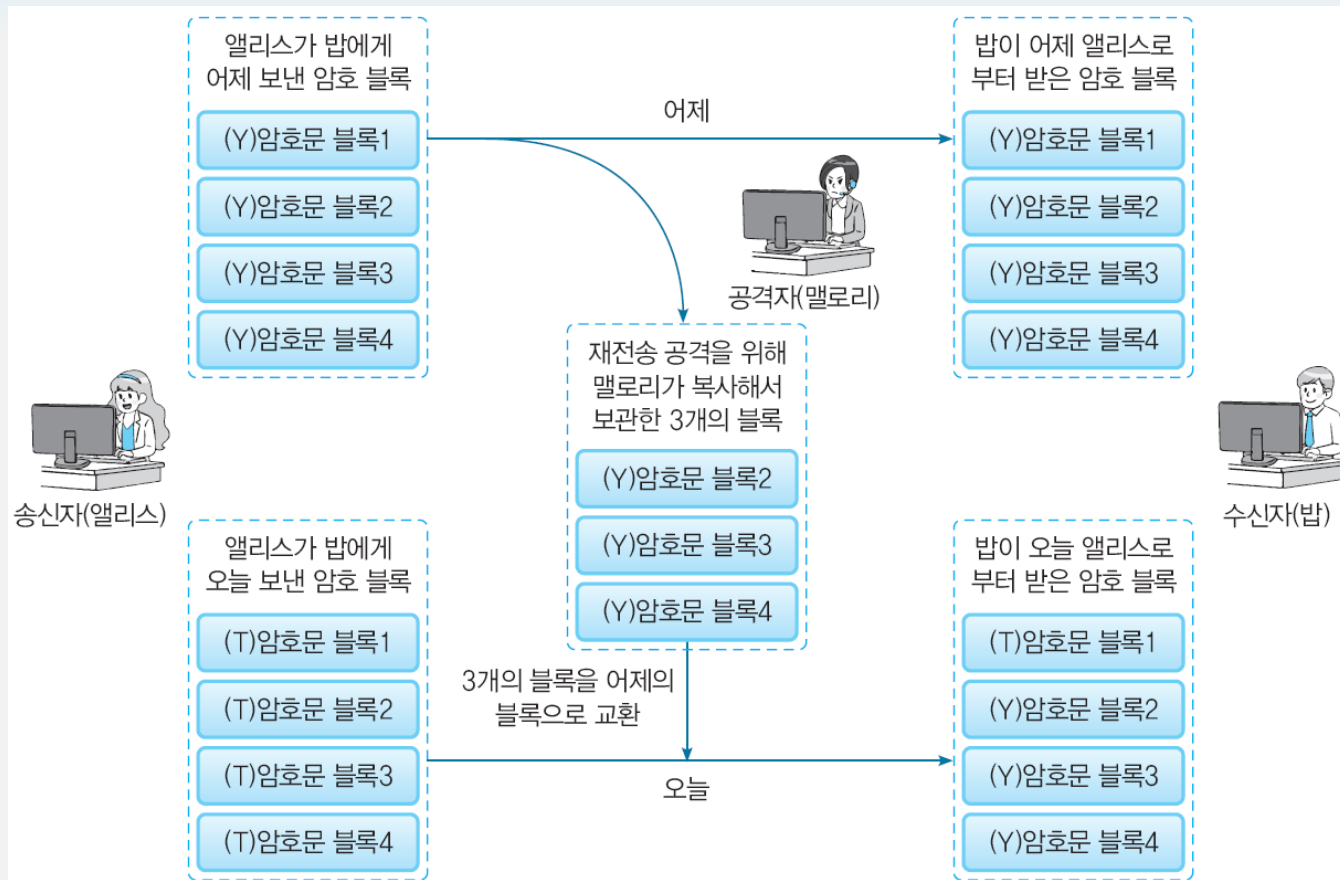 앨리스가 밥에게
어제 보낸 암호 블록
(Y)암호문 블록1
(Y)암호문 블록2
(Y)암호문 블록3
(Y)암호문 블록4
어제
밥이 어제 앨리스로
부터 받은 암호 블록
(Y)암호문 블록1
(Y)암호문 블록2
(Y)암호문 블록3
(Y)암호문 블록4
공격자(맬로리)
재전송 공격을 위해
맬로리가 복사해서
보관한 3개의 블록
(Y)암호문 블록2
(Y)암호문 블록3
(Y)암호문 블록4
송신자(앨리스)
수신자(밥)
앨리스가 밥에게
오늘 보낸 암호 블록
(T)암호문 블록1
(T)암호문 블록2
(T)암호문 블록3
(T)암호문 블록4
3개의 블록을 어제의
블록으로 교환
오늘
밥이 오늘 앨리스로
부터 받은 암호 블록
(T)암호문 블록1
(Y)암호문 블록2
(Y)암호문 블록3
(Y)암호문 블록4